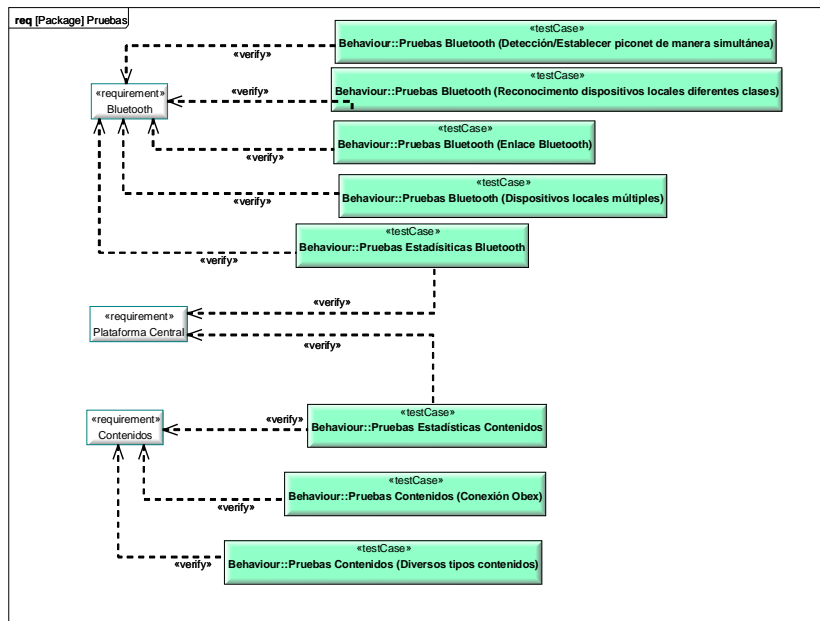 req [Package] Pruebas
«testCase»
Behaviour::Pruebas Bluetooth (Detección/Establecer piconet de manera simultánea)
«verify»
«testCase»
Behaviour::Pruebas Bluetooth (Reconocimento dispositivos locales diferentes clases)
«verify»
«requirement»
Bluetooth
«testCase»
Behaviour::Pruebas Bluetooth (Enlace Bluetooth)
«verify»
«testCase»
Behaviour::Pruebas Bluetooth (Dispositivos locales múltiples)
«verify»
«testCase»
Behaviour::Pruebas Estadísiticas Bluetooth
«verify»
«verify»
«requirement»
Plataforma Central
«verify»
«testCase»
Behaviour::Pruebas Estadísticas Contenidos
«verify»
«requirement»
Contenidos
«testCase»
Behaviour::Pruebas Contenidos (Conexión Obex)
«verify»
«testCase»
Behaviour::Pruebas Contenidos (Diversos tipos contenidos)
«verify»